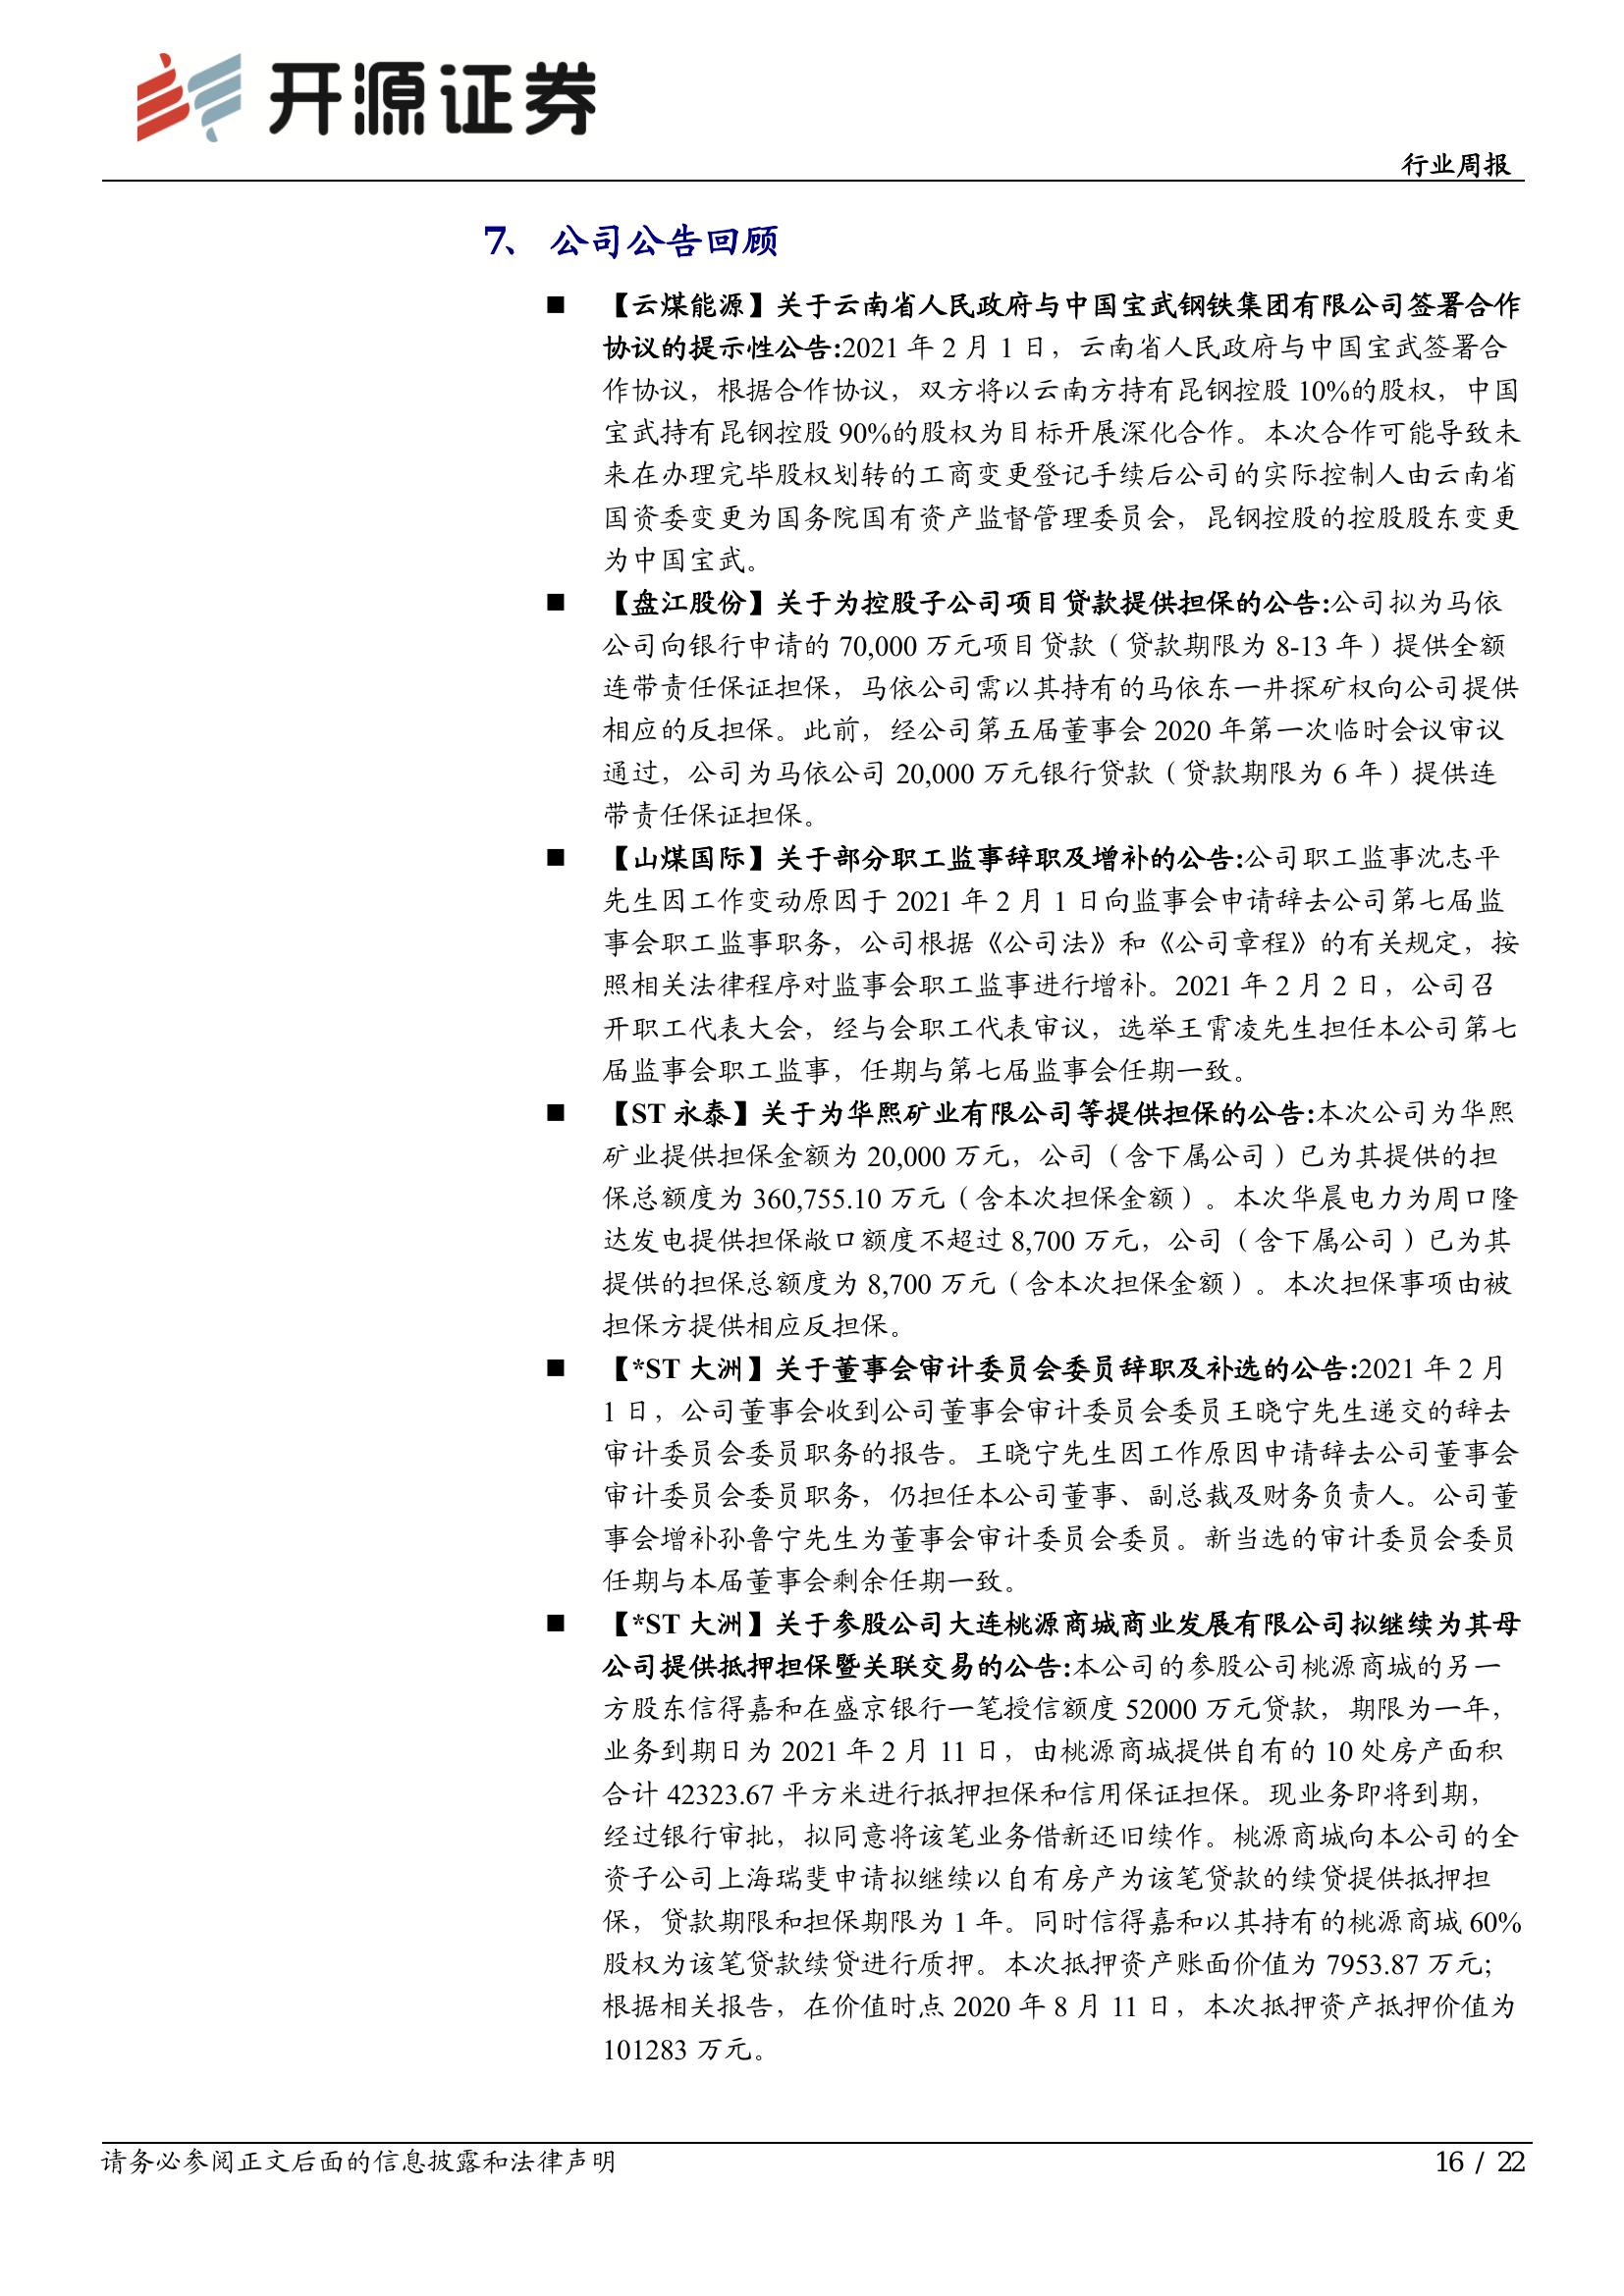 开源证券
行业周报
7、 公司公告回顾
■ 【云煤能源】关于云南省人民政府与中国宝武钢铁集团有限公司签署合作
协议的提示性公告:2021 年 2 月 1 日，云南省人民政府与中国宝武签署合
作协议，根据合作协议，双方将以云南方持有昆钢控股 10%的股权，中国
宝武持有昆钢控股 90%的股权为目标开展深化合作。本次合作可能导致未
来在办理完毕股权划转的工商变更登记手续后公司的实际控制人由云南省
国资委变更为国务院国有资产监督管理委员会，昆钢控股的控股股东变更
为中国宝武。
■ 【盘江股份】关于为控股子公司项目贷款提供担保的公告:公司拟为马依
公司向银行申请的 70,000 万元项目贷款（贷款期限为 8-13 年）提供全额
连带责任保证担保，马依公司需以其持有的马依东一井探矿权向公司提供
相应的反担保。此前，经公司第五届董事会 2020 年第一次临时会议审议
通过，公司为马依公司 20,000 万元银行贷款（贷款期限为 6 年）提供连
带责任保证担保。
■ 【山煤国际】关于部分职工监事辞职及增补的公告:公司职工监事沈志平
先生因工作变动原因于 2021 年 2 月 1 日向监事会申请辞去公司第七届监
事会职工监事职务，公司根据《公司法》和《公司章程》的有关规定，按
照相关法律程序对监事会职工监事进行增补。2021 年 2 月 2 日，公司召
开职工代表大会，经与会职工代表审议，选举王霄凌先生担任本公司第七
届监事会职工监事，任期与第七届监事会任期一致。
■ 【ST 永泰】关于为华熙矿业有限公司等提供担保的公告:本次公司为华熙
矿业提供担保金额为 20,000 万元，公司（含下属公司）已为其提供的担
保总额度为 360,755.10 万元（含本次担保金额）。本次华晨电力为周口隆
达发电提供担保敞口额度不超过 8,700 万元，公司（含下属公司）已为其
提供的担保总额度为 8,700 万元（含本次担保金额）。本次担保事项由被
担保方提供相应反担保。
■ 【*ST 大洲】关于董事会审计委员会委员辞职及补选的公告:2021 年 2 月
1 日，公司董事会收到公司董事会审计委员会委员王晓宁先生递交的辞去
审计委员会委员职务的报告。王晓宁先生因工作原因申请辞去公司董事会
审计委员会委员职务，仍担任本公司董事、副总裁及财务负责人。公司董
事会增补孙鲁宁先生为董事会审计委员会委员。新当选的审计委员会委员
任期与本届董事会剩余任期一致。
■ 【*ST 大洲】关于参股公司大连桃源商城商业发展有限公司拟继续为其母
公司提供抵押担保暨关联交易的公告:本公司的参股公司桃源商城的另一
方股东信得嘉和在盛京银行一笔授信额度 52000 万元贷款，期限为一年，
业务到期日为 2021 年 2 月 11 日，由桃源商城提供自有的 10 处房产面积
合计 42323.67 平方米进行抵押担保和信用保证担保。现业务即将到期，
经过银行审批，拟同意将该笔业务借新还旧续作。桃源商城向本公司的全
资子公司上海瑞斐申请拟继续以自有房产为该笔贷款的续贷提供抵押担
保，贷款期限和担保期限为 1 年。同时信得嘉和以其持有的桃源商城 60%
股权为该笔贷款续贷进行质押。本次抵押资产账面价值为 7953.87 万元；
根据相关报告，在价值时点 2020 年 8 月 11 日，本次抵押资产抵押价值为
101283 万元。
请务必参阅正文后面的信息披露和法律声明
16 / 22